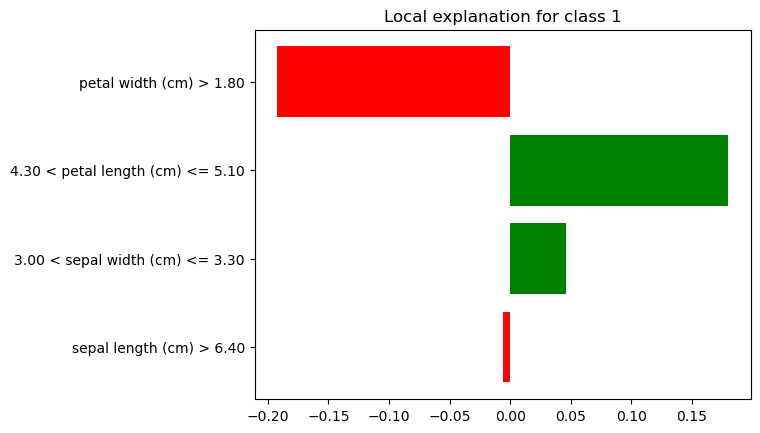 Local explanation for class 1
petal width (cm) > 1.80
4.30 < petal length (cm) <= 5.10
3.00 < sepal width (cm) <= 3.30
sepal length (cm) > 6.40
−0.20 −0.15 −0.10 −0.05 0.00 0.05 0.10 0.15